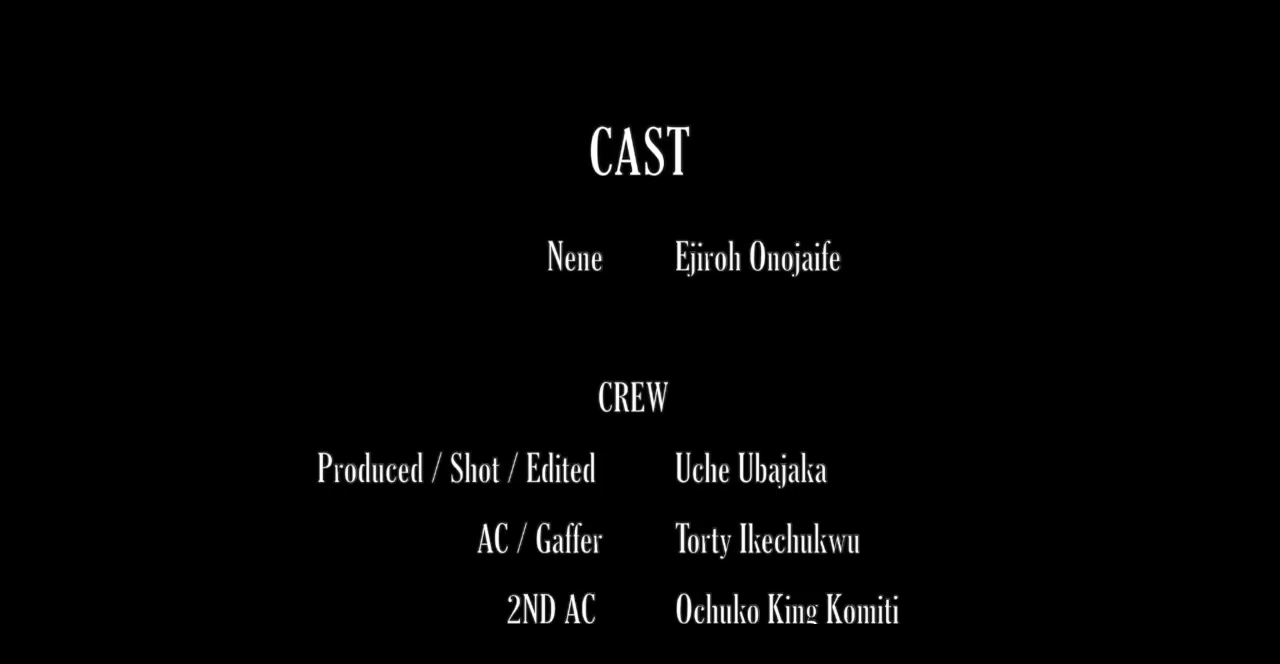 CAST
Nene Ejiroh Onojaife
CREW
Produced / Shot / Edited Uche Ubajaka
AC / Gaffer Torty Ikechukwu
2ND AC Ochuko King Komiti